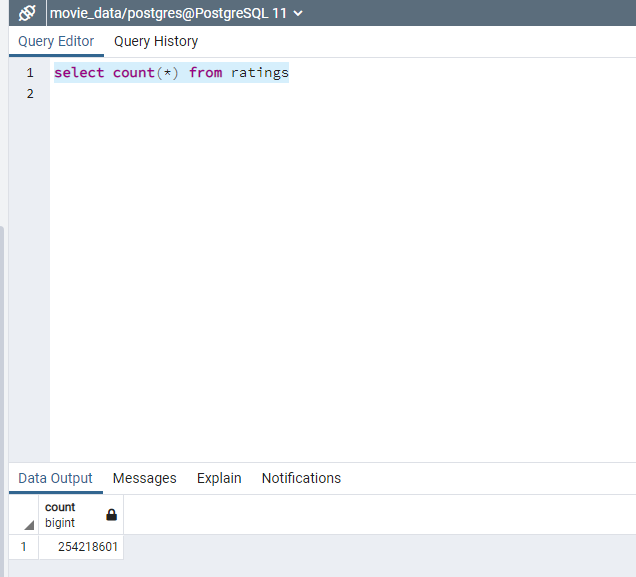 movie_data/postgres@PostgreSQL 11
Query Editor Query History
1 select count(*) from ratings
2
Data Output Messages Explain Notifications
count
bigint
1 254218601